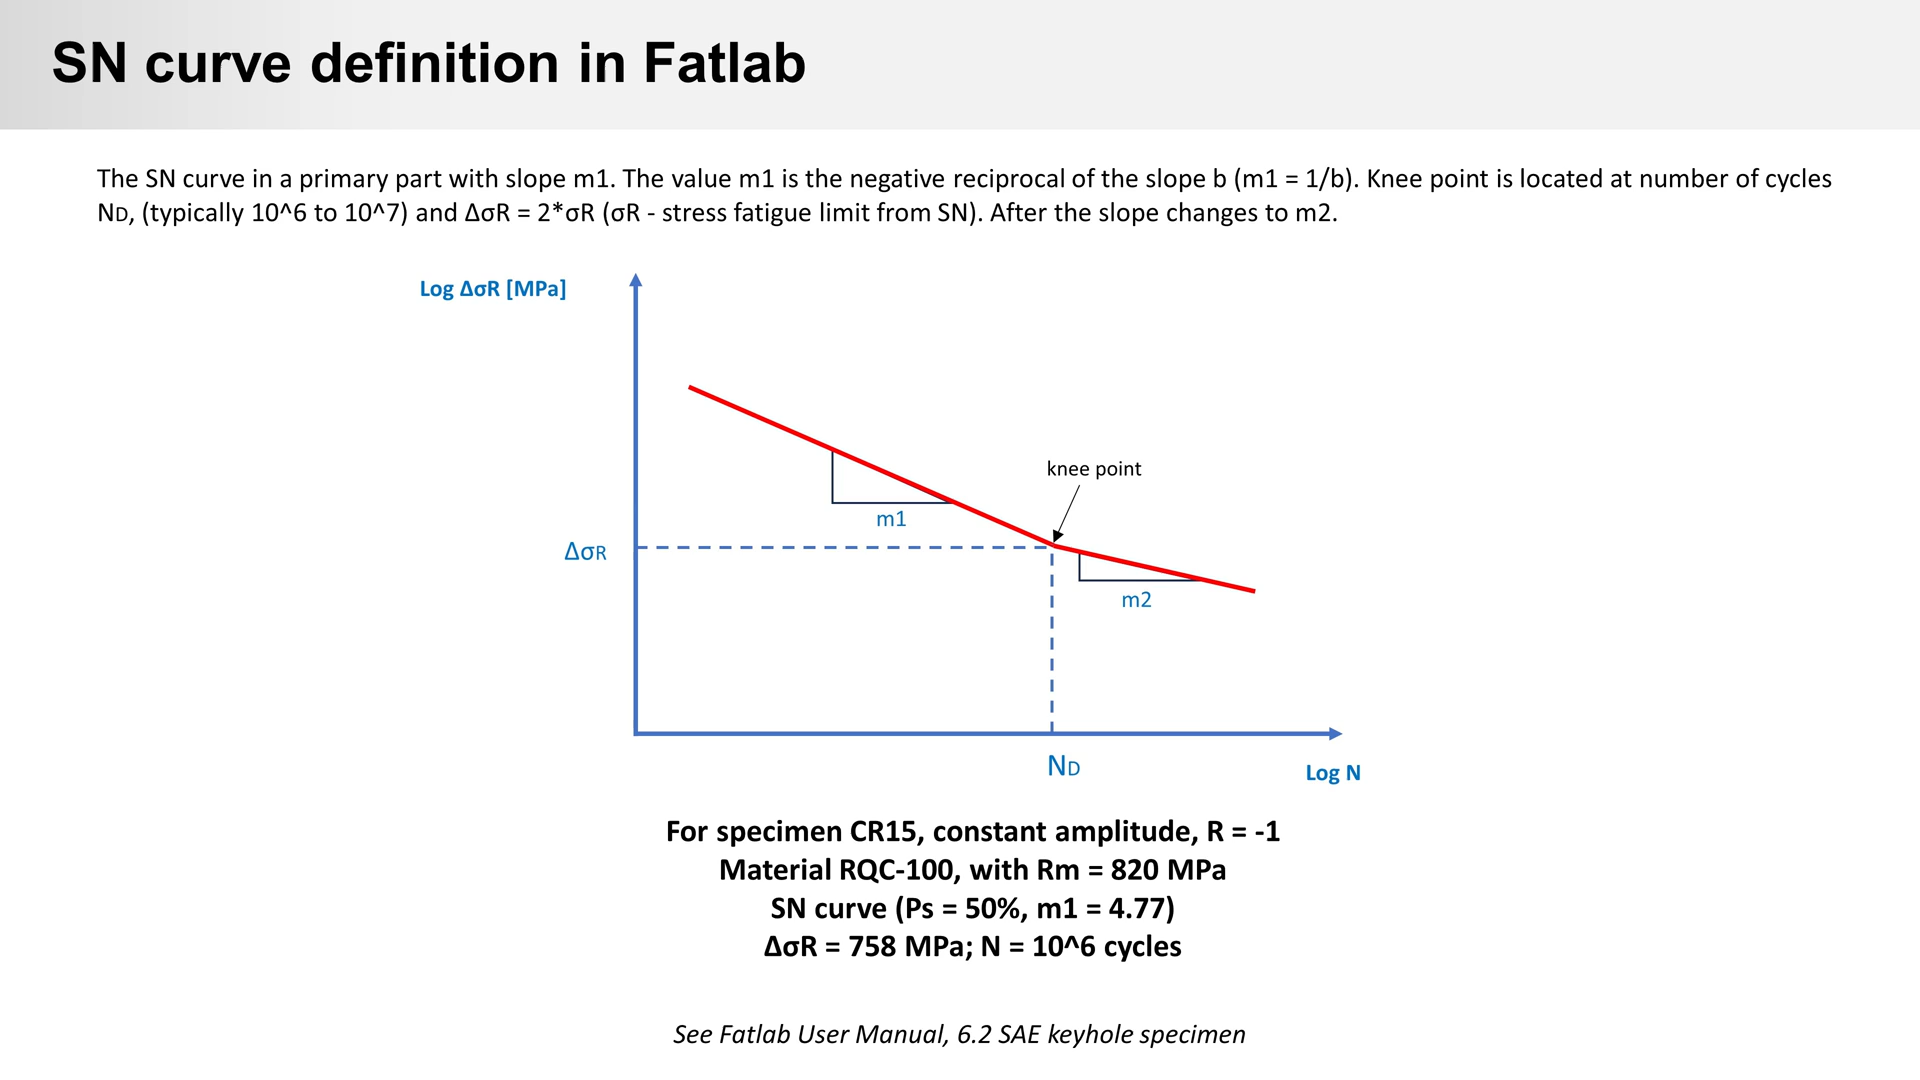 SN curve definition in Fatlab
The SN curve in a primary part with slope m1. The value m1 is the negative reciprocal of the slope b (m1 = 1/b). Knee point is located at number of cycles
ND, (typically 10^6 to 10^7) and ΔσR = 2*σR (σR - stress fatigue limit from SN). After the slope changes to m2.
Log ΔσR [MPa]
knee point
m1
ΔσR
m2
ND
Log N
For specimen CR15, constant amplitude, R = -1
Material RQC-100, with Rm = 820 MPa
SN curve (Ps = 50%, m1 = 4.77)
ΔσR = 758 MPa; N = 10^6 cycles
See Fatlab User Manual, 6.2 SAE keyhole specimen